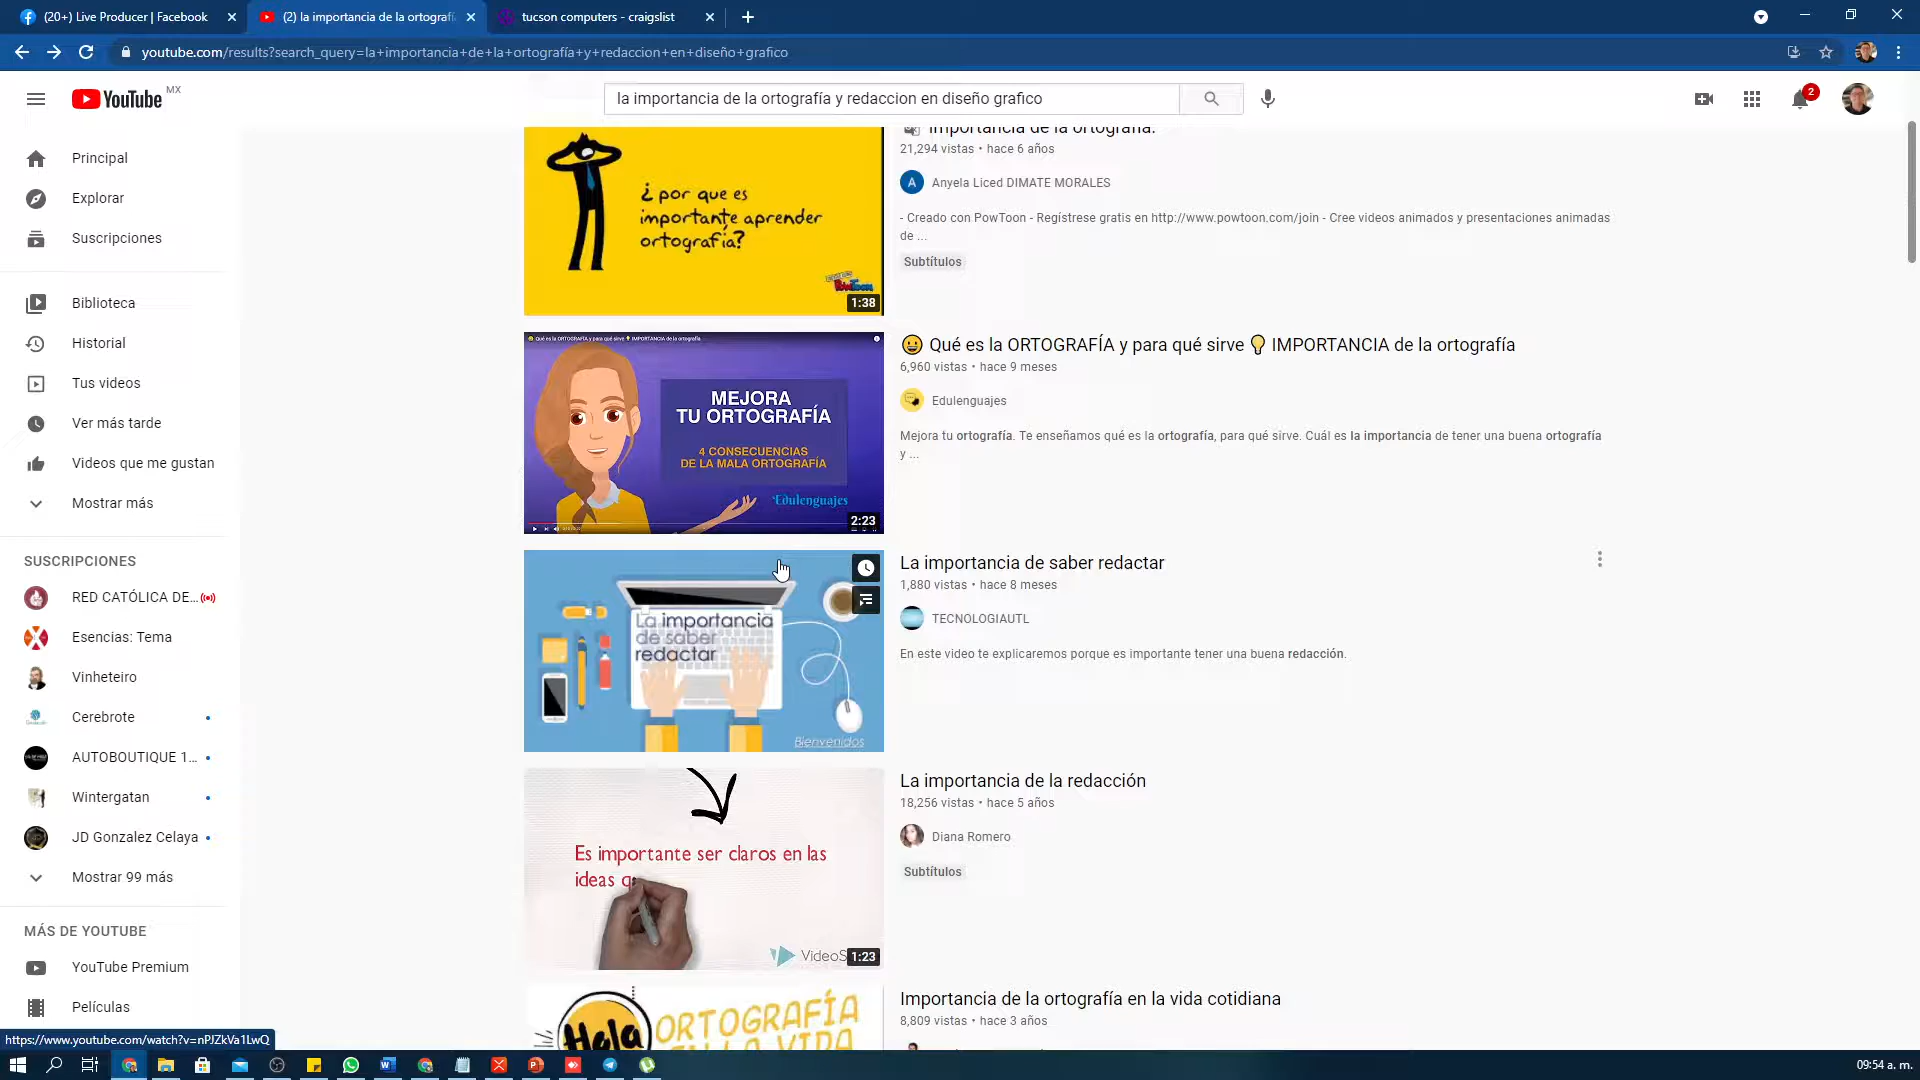 (20+) Live Producer | Facebook
(2) la importancia de la ortografí
tucson computers - craigslist
youtube.com/results?search_query=la+importancia+de+la+ortografía+y+redaccion+en+diseño+grafico
YouTube MX
la importancia de la ortografía y redaccion en diseño grafico
2
Principal
Explorar
Suscripciones
Biblioteca
Historial
Tus videos
Ver más tarde
Videos que me gustan
Mostrar más
SUSCRIPCIONES
RED CATÓLICA DE...
Esencias: Tema
Vinheteiro
Cerebrote
AUTOBOUTIQUE 1...
Wintergatan
JD Gonzalez Celaya
Mostrar 99 más
MÁS DE YOUTUBE
YouTube Premium
Películas
https://www.youtube.com/watch?v=nPJZkVa1LwQ
¿ por que es
importante aprender
ortografía?
PowToon
1:38
importancia de la ortografía.
21,294 vistas • hace 6 años
A
Anyela Liced DIMATE MORALES
- Creado con PowToon - Regístrese gratis en http://www.powtoon.com/join - Cree videos animados y presentaciones animadas
de ...
Subtítulos
Qué es la ORTOGRAFÍA y para qué sirve IMPORTANCIA de la ortografía
MEJORA
TU ORTOGRAFÍA
4 CONSECUENCIAS
DE LA MALA ORTOGRAFÍA
Edulenguajes
2:23
Qué es la ORTOGRAFÍA y para qué sirve IMPORTANCIA de la ortografía
6,960 vistas • hace 9 meses
Edulenguajes
Mejora tu ortografía. Te enseñamos qué es la ortografía, para qué sirve. Cuál es la importancia de tener una buena ortografía
y ...
La importancia
de saber
redactar
Bienvenidos
La importancia de saber redactar
1,880 vistas • hace 8 meses
TECNOLOGIAUTL
En este video te explicaremos porque es importante tener una buena redacción.
Es importante ser claros en las
ideas q
VideoS
1:23
La importancia de la redacción
18,256 vistas • hace 5 años
Diana Romero
Subtítulos
Hola
ORTOGRAFÍA
EN LA VIDA
Importancia de la ortografía en la vida cotidiana
8,809 vistas • hace 3 años
09:54 a. m.